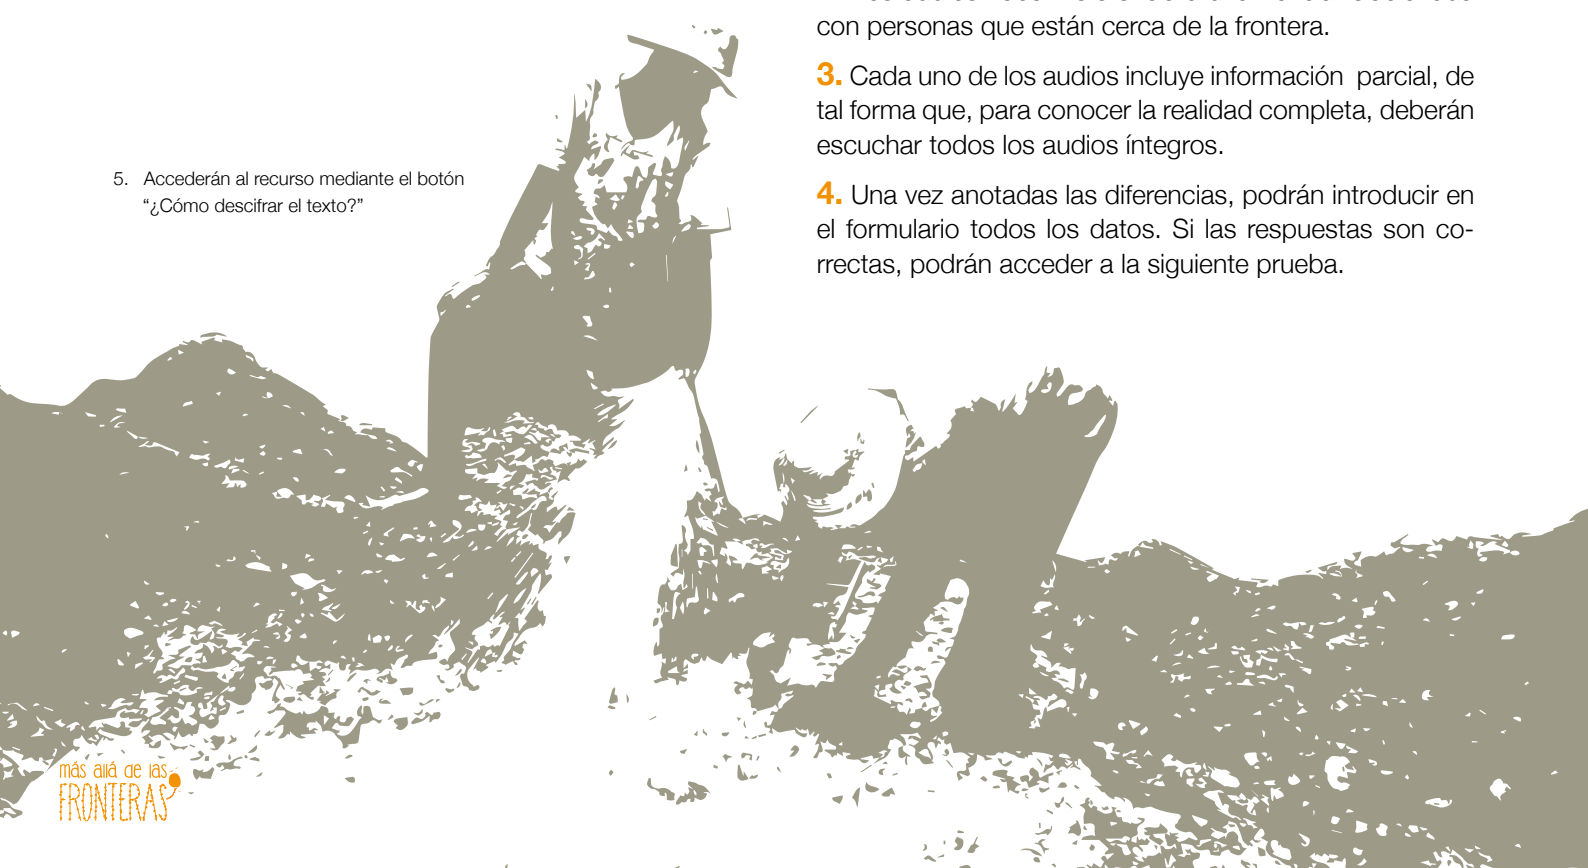 con personas que están cerca de la frontera.
3. Cada uno de los audios incluye información parcial, de
tal forma que, para conocer la realidad completa, deberán
escuchar todos los audios íntegros.
4. Una vez anotadas las diferencias, podrán introducir en
el formulario todos los datos. Si las respuestas son co-
rrectas, podrán acceder a la siguiente prueba.
5. Accederán al recurso mediante el botón
“¿Cómo descifrar el texto?”
más allá de las
FRONTERAS